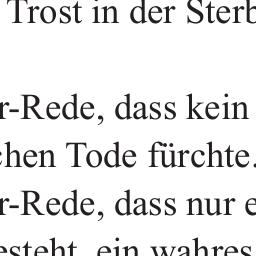 Trost in der Sterb
r-Rede, dass kein
chen Tode fürchte.
r-Rede, dass nur e
esteht, ein wahres